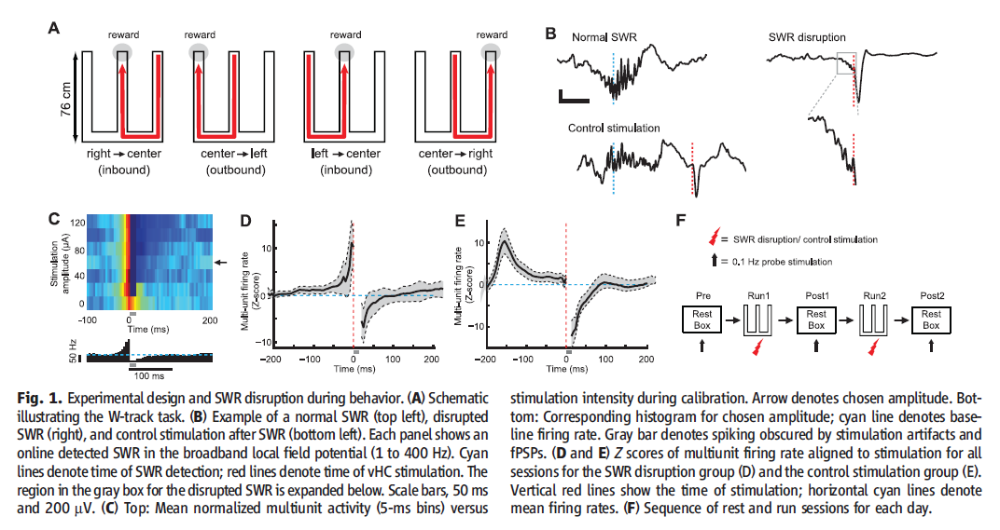 A
reward
reward
reward
reward
76 cm
right→center
(inbound)
center→left
(outbound)
left→center
(inbound)
center→right
(outbound)
B
Normal SWR
SWR disruption
Control stimulation
C
Stimulation
amplitude (µA)
120
80
40
0
-100
0
200
Time (ms)
50 Hz
100 ms
D
Multi-unit firing rate
(Z-score)
10
0
−10
−200
−100
0
100
200
Time (ms)
E
Multi-unit firing rate
(Z-score)
10
0
−10
−200
−100
0
100
200
Time (ms)
F
= SWR disruption/ control stimulation
= 0.1 Hz probe stimulation
Pre
Run1
Post1
Run2
Post2
Rest
Box
Rest
Box
Rest
Box
Fig. 1. Experimental design and SWR disruption during behavior. (A) Schematic
illustrating the W-track task. (B) Example of a normal SWR (top left), disrupted
SWR (right), and control stimulation after SWR (bottom left). Each panel shows an
online detected SWR in the broadband local field potential (1 to 400 Hz). Cyan
lines denote time of SWR detection; red lines denote time of vHC stimulation. The
region in the gray box for the disrupted SWR is expanded below. Scale bars, 50 ms
and 200 µV. (C) Top: Mean normalized multiunit activity (5-ms bins) versus
stimulation intensity during calibration. Arrow denotes chosen amplitude. Bot-
tom: Corresponding histogram for chosen amplitude; cyan line denotes base-
line firing rate. Gray bar denotes spiking obscured by stimulation artifacts and
fPSPs. (D and E) Z scores of multiunit firing rate aligned to stimulation for all
sessions for the SWR disruption group (D) and the control stimulation group (E).
Vertical red lines show the time of stimulation; horizontal cyan lines denote
mean firing rates. (F) Sequence of rest and run sessions for each day.